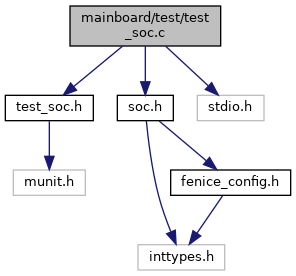 mainboard/test/test
_soc.c
test_soc.h
soc.h
stdio.h
munit.h
fenice_config.h
inttypes.h